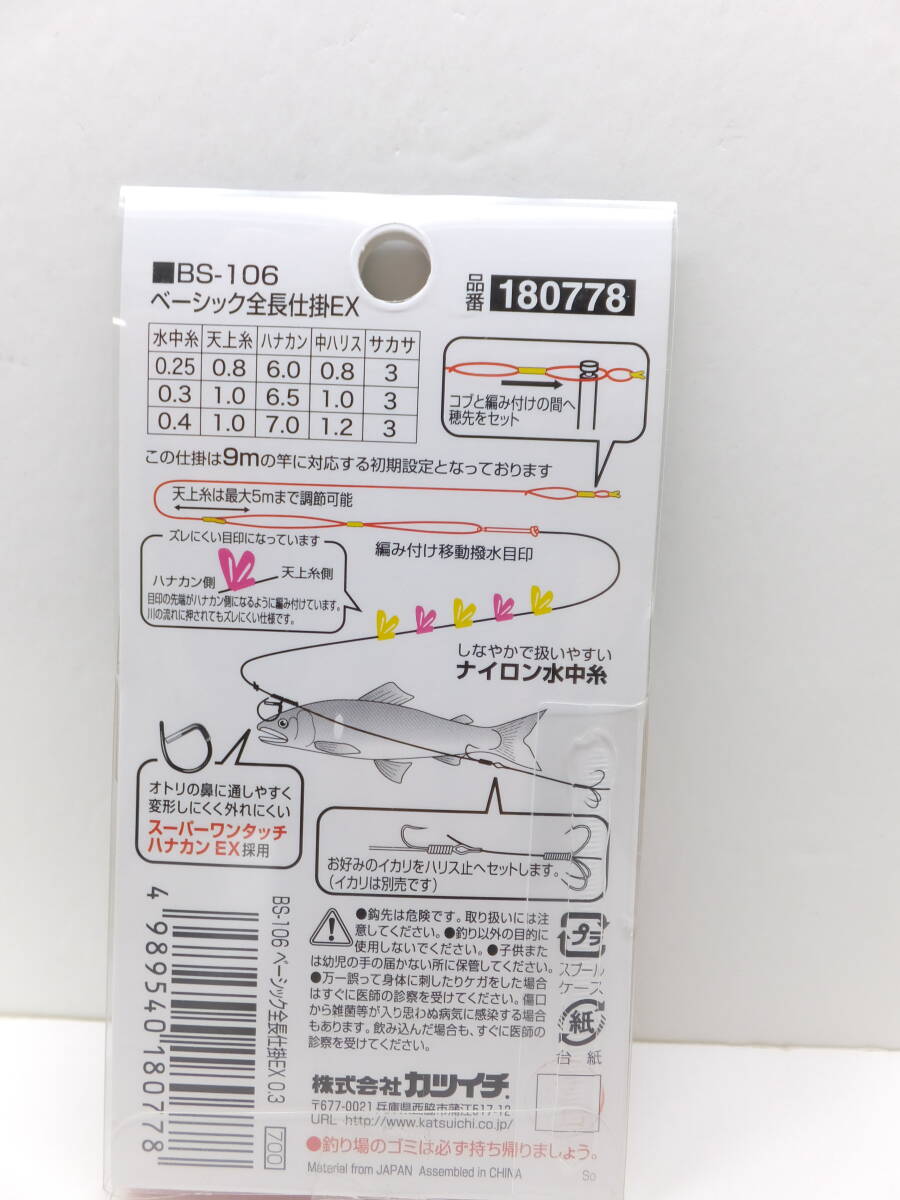 ■BS-106
ベーシック全長仕掛EX
品番 180778
水中糸 天上糸 ハナカン 中ハリス サカサ
0.25 0.8 6.0 0.8 3
0.3 1.0 6.5 1.0 3
0.4 1.0 7.0 1.2 3
コブと編み付けの間へ
穂先をセット
この仕掛は9mの竿に対応する初期設定となっております
天上糸は最大5mまで調節可能
ズレにくい目印になっています
ハナカン側
天上糸側
目印の先端がハナカン側になるように編み付けています。
川の流れに押されてもズレにくい仕様です。
編み付け移動撥水目印
しなやかで扱いやすい
ナイロン水中糸
オトリの鼻に通しやすく
変形しにくく外れにくい
スーパーワンタッチ
ハナカン EX採用
お好みのイカリをハリス止へセットします。
(イカリは別売です)
4 989540 180778
BS-106 ベーシック全長仕掛EX 0.3
700
●鈎先は危険です。取り扱いには注
意してください。●釣り以外の目的に
使用しないでください。●子供また
は幼児の手の届かない所に保管してください。
●万一誤って身体に刺したりケガをした場合
はすぐに医師の診察を受けてください。傷口
から雑菌等が入り思わぬ病気に感染する場合
もあります。飲み込んだ場合も、すぐに医師の
診察を受けてください。
プラ
スプール
ケース
紙
台紙
株式会社カツイチ.
〒677-0021 兵庫県西脇市蒲江517-12
URL http://www.katsuichi.co.jp/
●釣り場のゴミは必ず持ち帰りましょう。
Material from JAPAN Assembled in CHINA
So